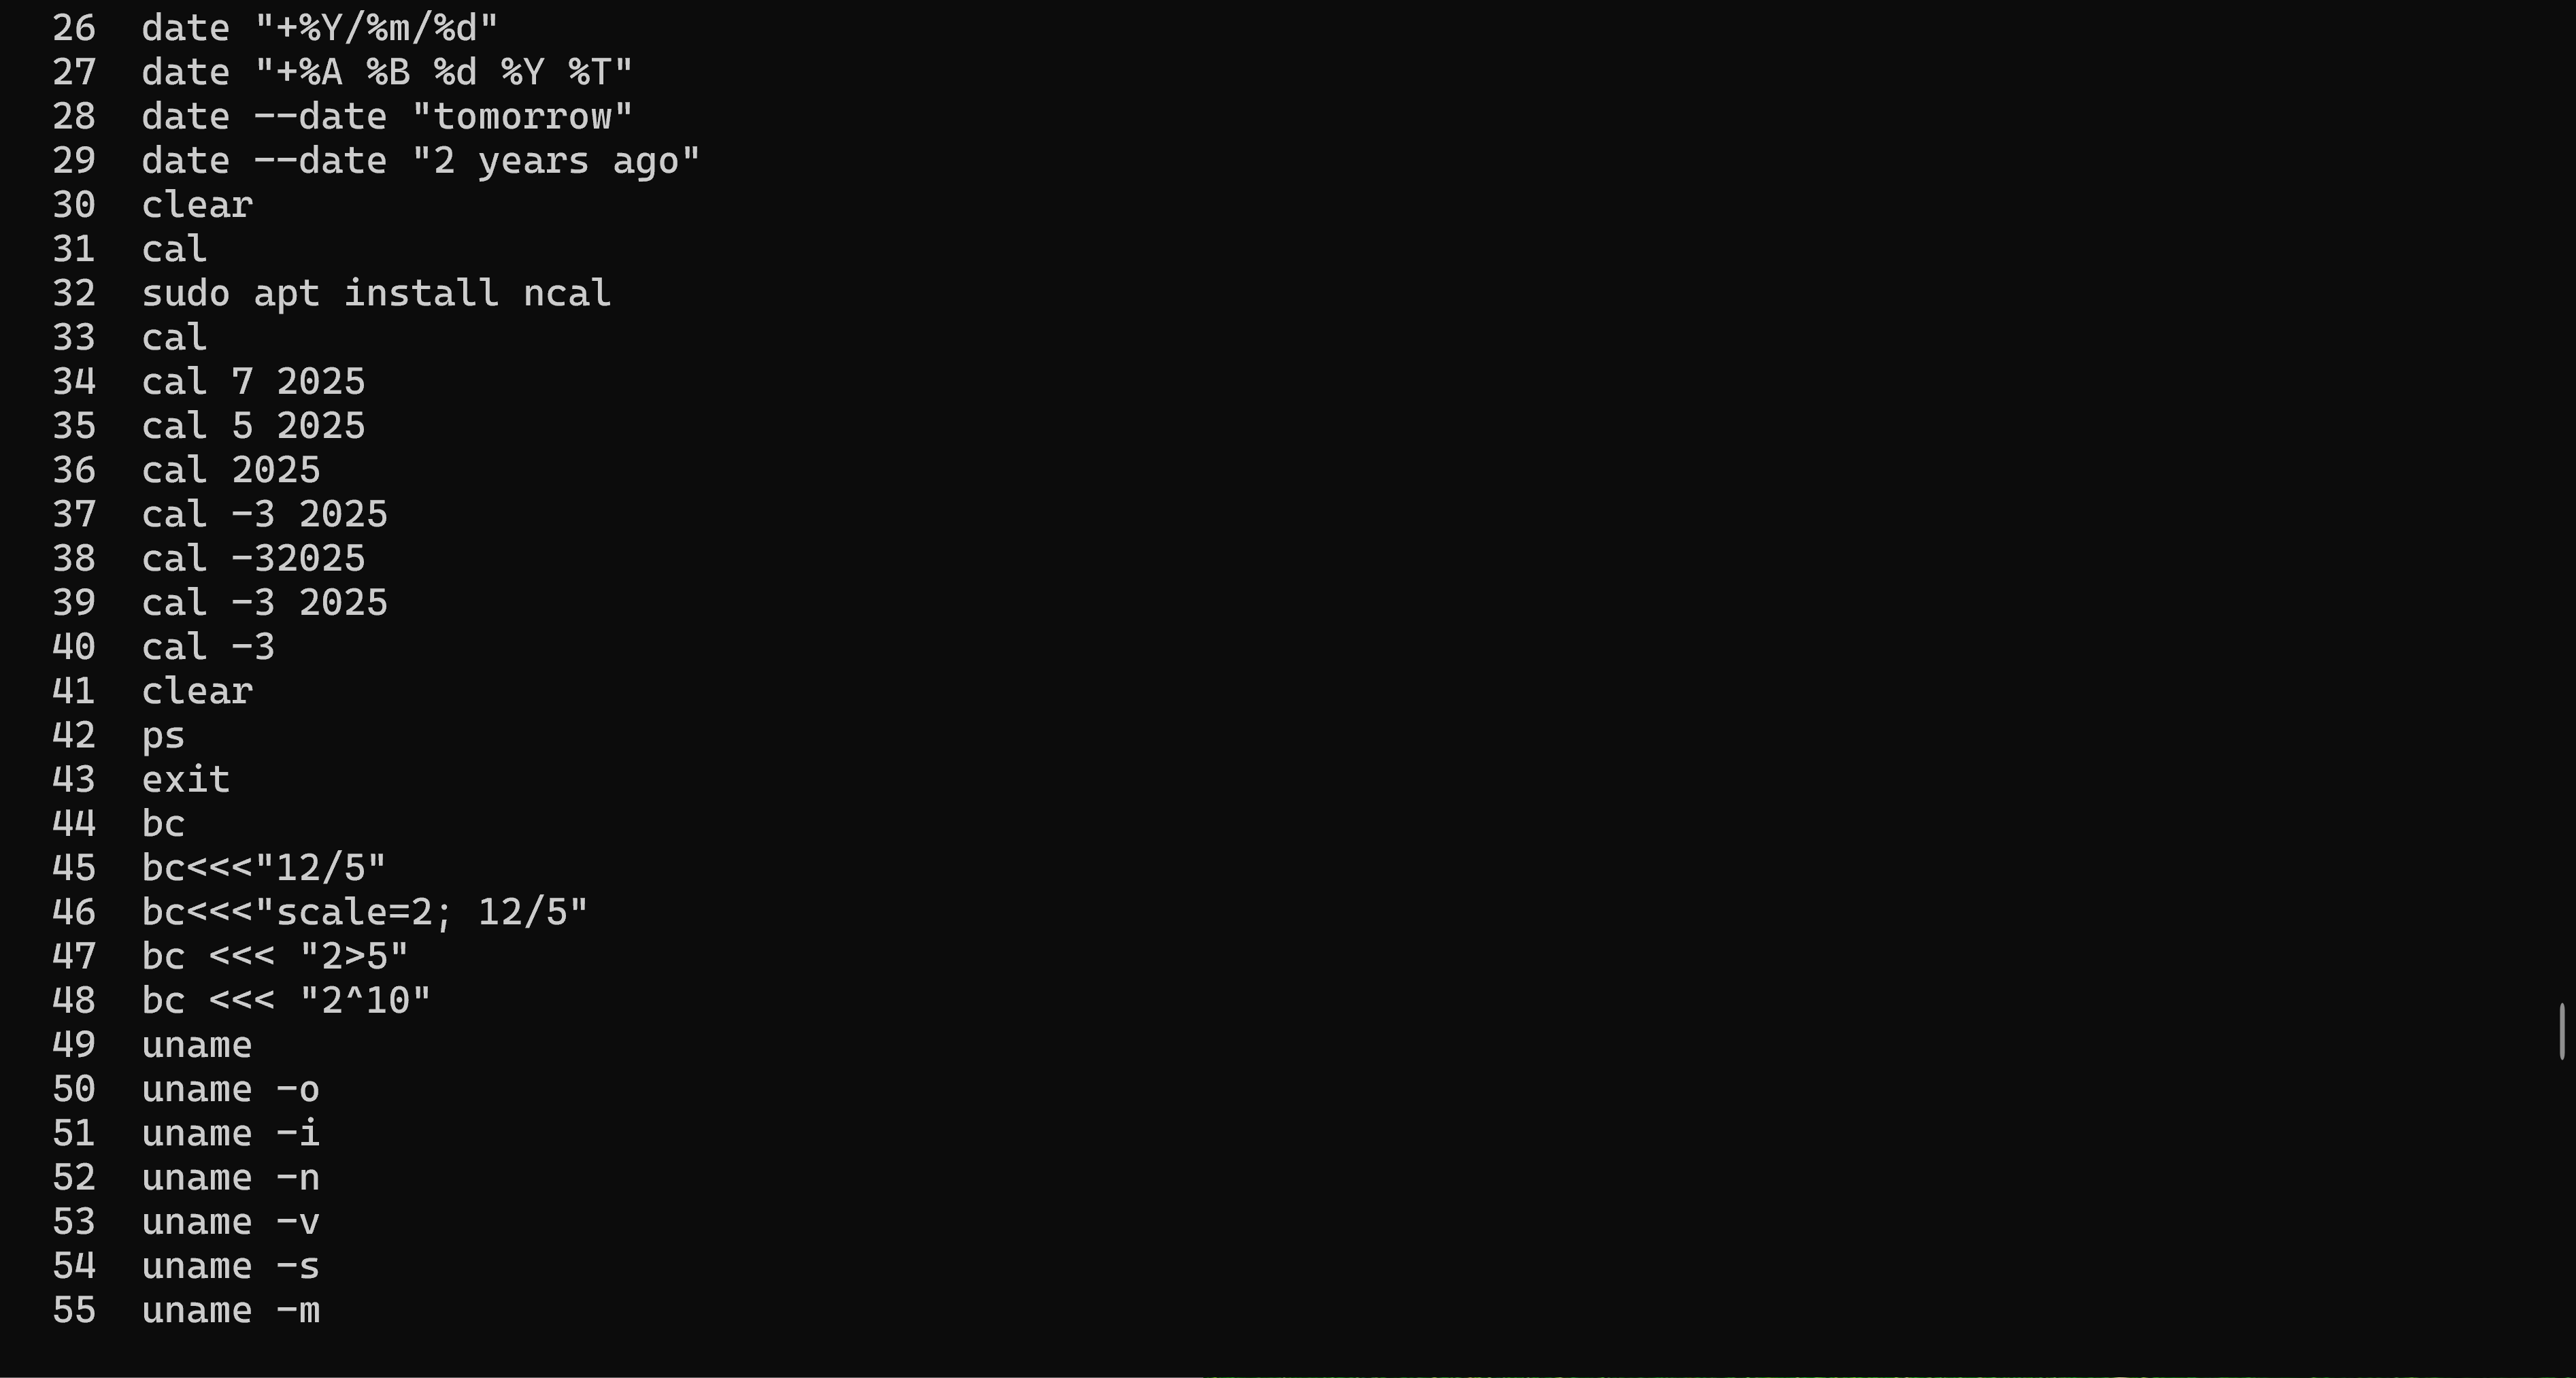 26 date "+%Y/%m/%d"
27 date "+%A %B %d %Y %T"
28 date --date "tomorrow"
29 date --date "2 years ago"
30 clear
31 cal
32 sudo apt install ncal
33 cal
34 cal 7 2025
35 cal 5 2025
36 cal 2025
37 cal -3 2025
38 cal -32025
39 cal -3 2025
40 cal -3
41 clear
42 ps
43 exit
44 bc
45 bc<<<"12/5"
46 bc<<<"scale=2; 12/5"
47 bc <<< "2>5"
48 bc <<< "2^10"
49 uname
50 uname -o
51 uname -i
52 uname -n
53 uname -v
54 uname -s
55 uname -m